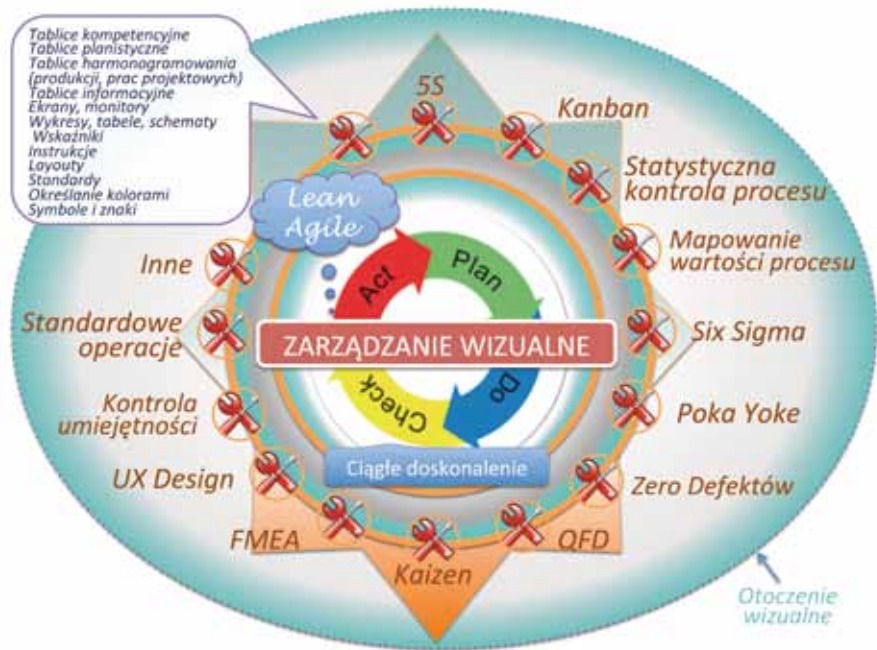 Tablice kompetencyjne
Tablice planistyczne
Tablice harmonogramowania
(produkcji, prac projektowych)
Tablice informacyjne
Ekrany, monitory
Wykresy, tabele, schematy
Wskaźniki
Instrukcje
Layouty
Standardy
Określanie kolorami
Symbole i znaki
5S
Kanban
Statystyczna
kontrola procesu
Mapowanie
wartości procesu
Six Sigma
Poka Yoke
Zero Defektów
QFD
Kaizen
FMEA
UX Design
Kontrola
umiejętności
Standardowe
operacje
Inne
Lean
Agile
Act
Plan
ZARZĄDZANIE WIZUALNE
Check
Do
Ciągłe doskonalenie
Otoczenie
wizualne